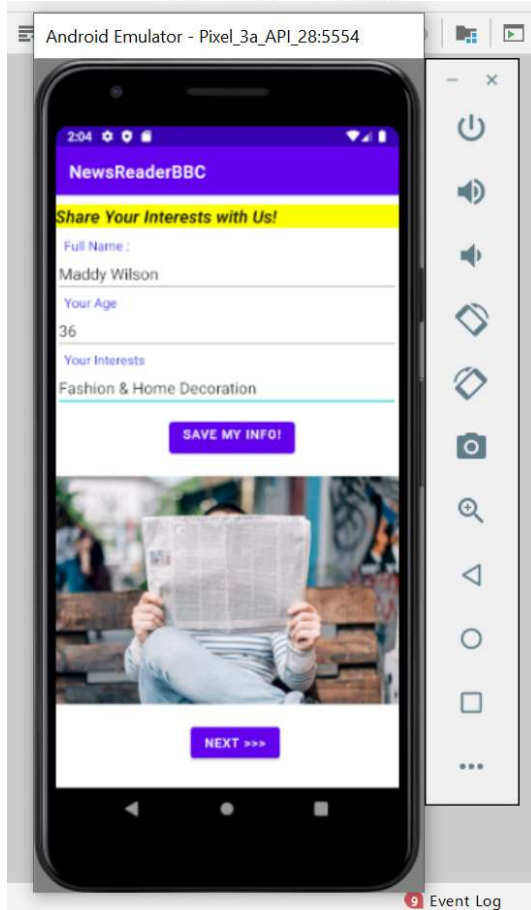 Android Emulator - Pixel_3a_API_28:5554
2:04
NewsReaderBBC
Share Your Interests with Us!
Full Name :
Maddy Wilson
Your Age
36
Your Interests
Fashion & Home Decoration
SAVE MY INFO!
NEXT >>>
9 Event Log